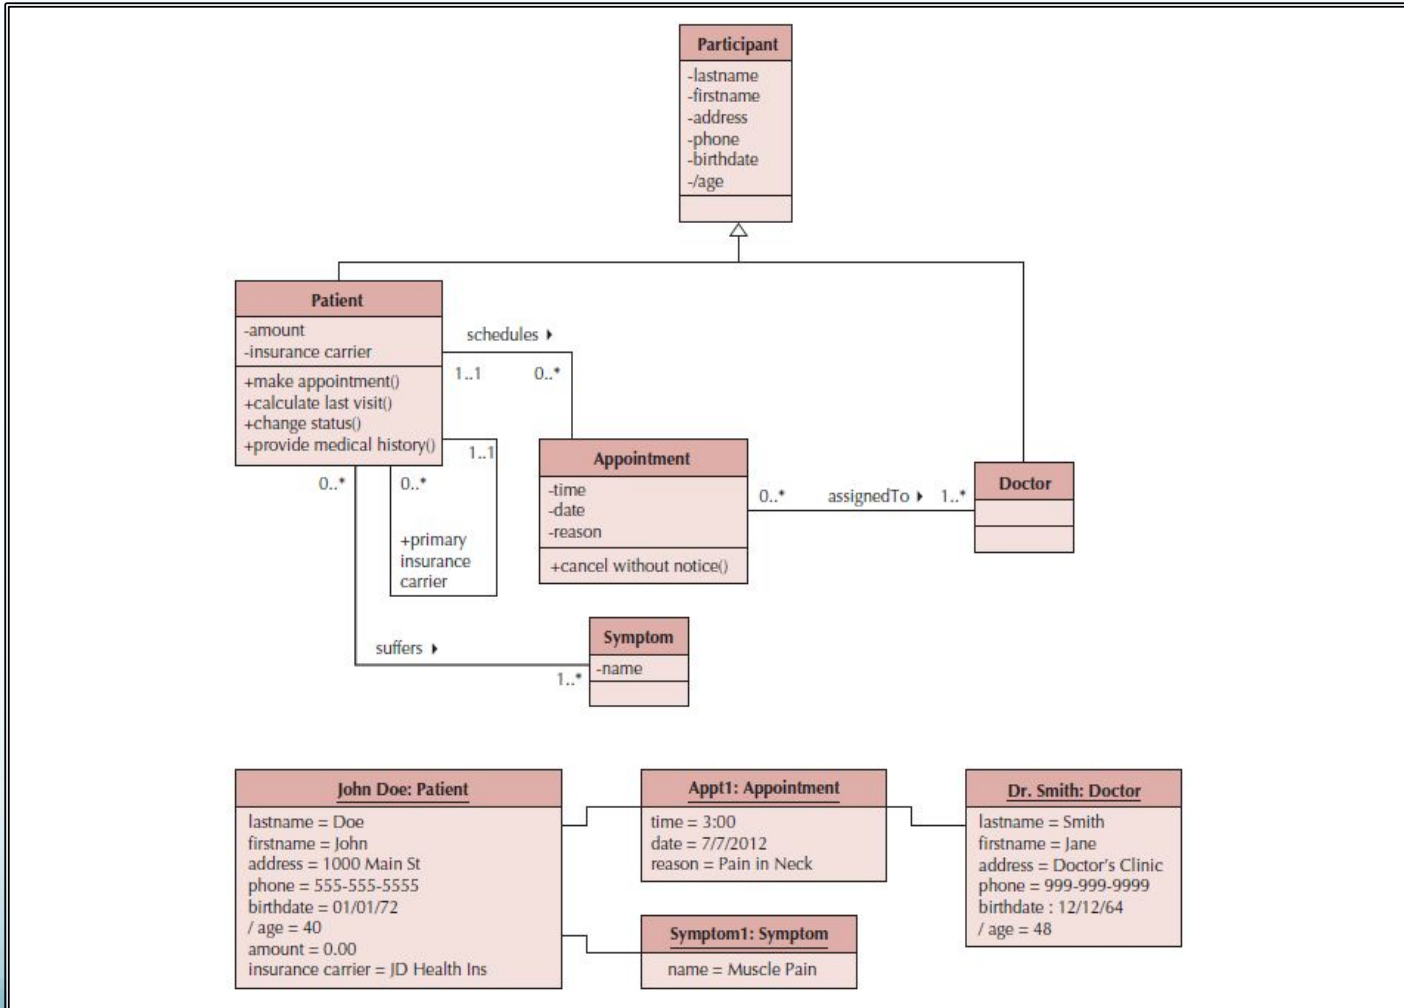 Participant
-lastname
-firstname
-address
-phone
-birthdate
-/age
Patient
-amount
-insurance carrier
+make appointment()
+calculate last visit()
+change status()
+provide medical history()
schedules ▸
1..1
0..*
1..1
0..*
0..*
+primary
insurance
carrier
Appointment
-time
-date
-reason
+cancel without notice()
0..*
assignedTo ▸
1..*
Doctor
suffers ▸
1..*
Symptom
-name
John Doe: Patient
lastname = Doe
firstname = John
address = 1000 Main St
phone = 555-555-5555
birthdate = 01/01/72
/ age = 40
amount = 0.00
insurance carrier = JD Health Ins
Appt1: Appointment
time = 3:00
date = 7/7/2012
reason = Pain in Neck
Symptom1: Symptom
name = Muscle Pain
Dr. Smith: Doctor
lastname = Smith
firstname = Jane
address = Doctor's Clinic
phone = 999-999-9999
birthdate : 12/12/64
/ age = 48